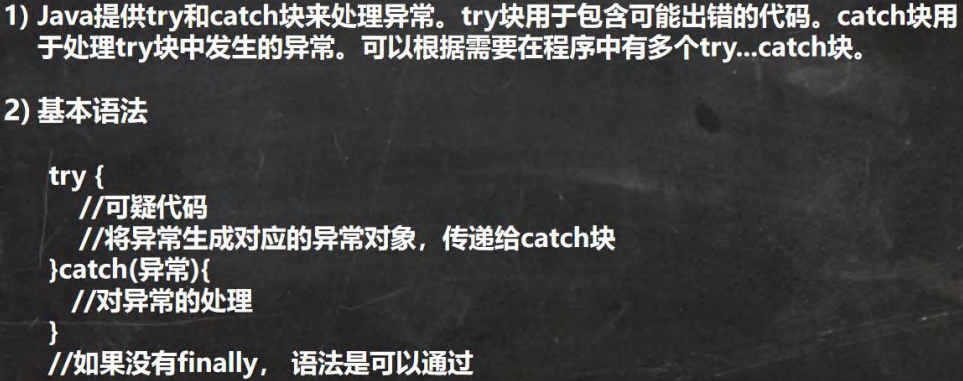 1) Java提供try和catch块来处理异常。try块用于包含可能出错的代码。catch块用
于处理try块中发生的异常。可以根据需要在程序中有多个try...catch块。
2) 基本语法
try {
//可疑代码
//将异常生成对应的异常对象，传递给catch块
}catch(异常){
//对异常的处理
}
//如果没有finally， 语法是可以通过